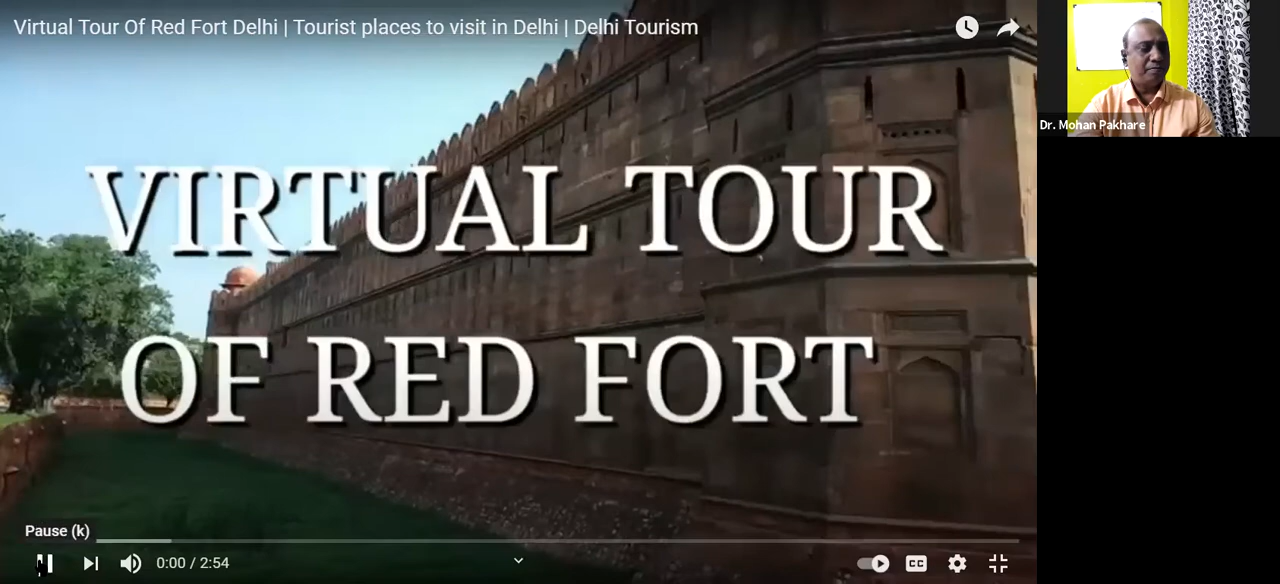 Virtual Tour Of Red Fort Delhi | Tourist places to visit in Delhi | Delhi Tourism
Dr. Mohan Pakhare
VIRTUAL TOUR
OF RED FORT
Pause (k)
0:00 / 2:54
CC